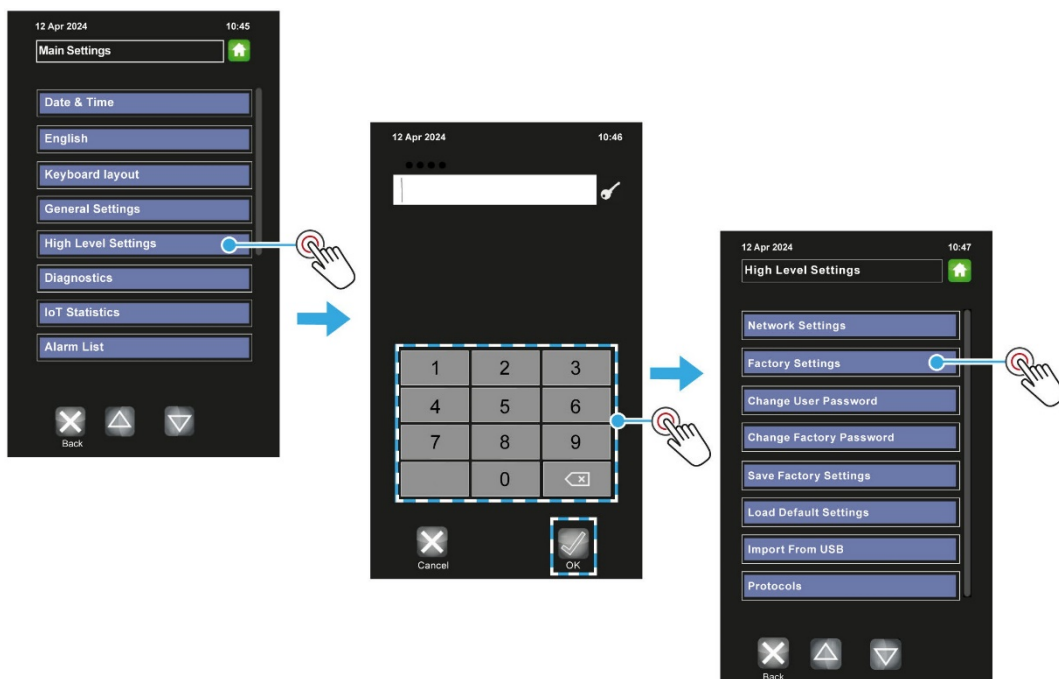 12 Apr 2024 10:45
Main Settings
Date & Time
English
Keyboard layout
General Settings
High Level Settings
Diagnostics
IoT Statistics
Alarm List
Back
12 Apr 2024 10:46
1 2 3
4 5 6
7 8 9
0
Cancel OK
12 Apr 2024 10:47
High Level Settings
Network Settings
Factory Settings
Change User Password
Change Factory Password
Save Factory Settings
Load Default Settings
Import From USB
Protocols
Back